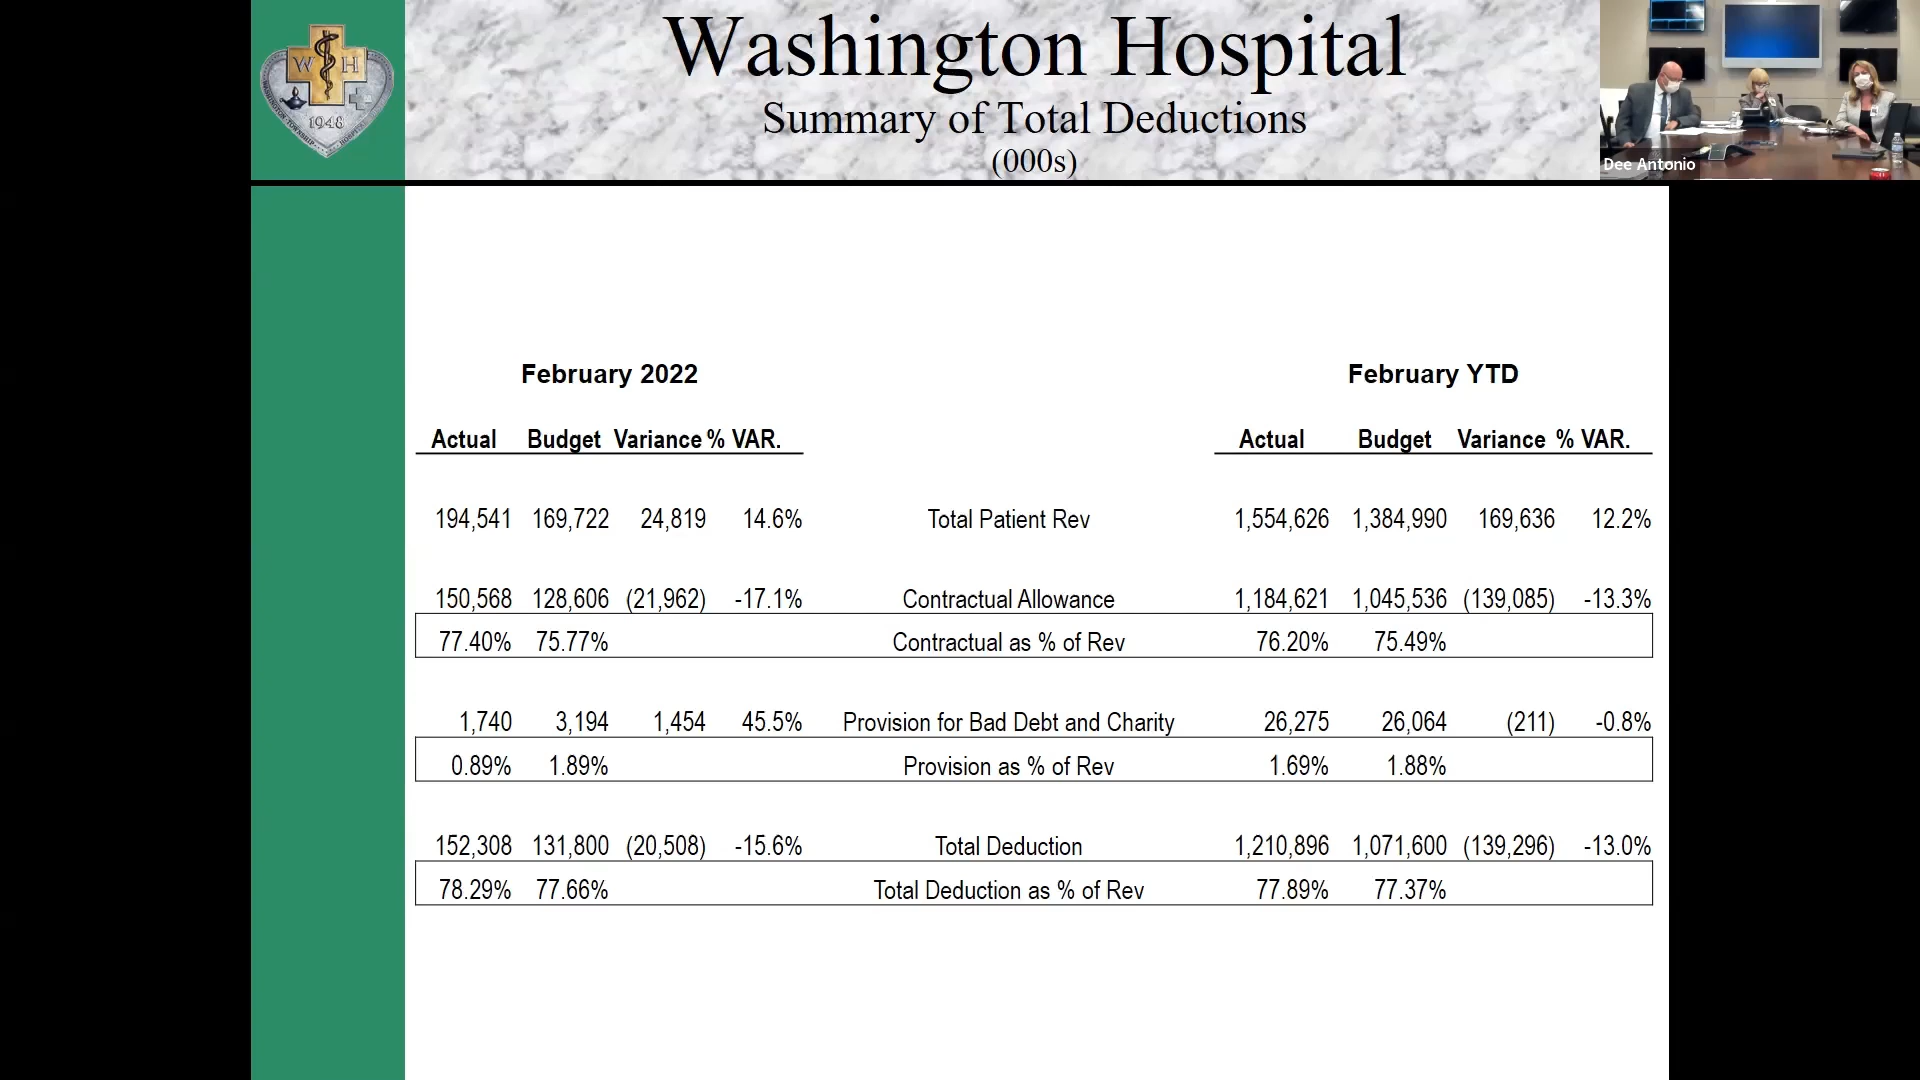 Washington Hospital
Summary of Total Deductions
(000s)
W H
1948
Dee Antonio
February 2022 February YTD
Actual Budget Variance % VAR. Actual Budget Variance % VAR.
194,541 169,722 24,819 14.6% Total Patient Rev 1,554,626 1,384,990 169,636 12.2%
150,568 128,606 (21,962) -17.1% Contractual Allowance 1,184,621 1,045,536 (139,085) -13.3%
77.40% 75.77% Contractual as % of Rev 76.20% 75.49%
1,740 3,194 1,454 45.5% Provision for Bad Debt and Charity 26,275 26,064 (211) -0.8%
0.89% 1.89% Provision as % of Rev 1.69% 1.88%
152,308 131,800 (20,508) -15.6% Total Deduction 1,210,896 1,071,600 (139,296) -13.0%
78.29% 77.66% Total Deduction as % of Rev 77.89% 77.37%